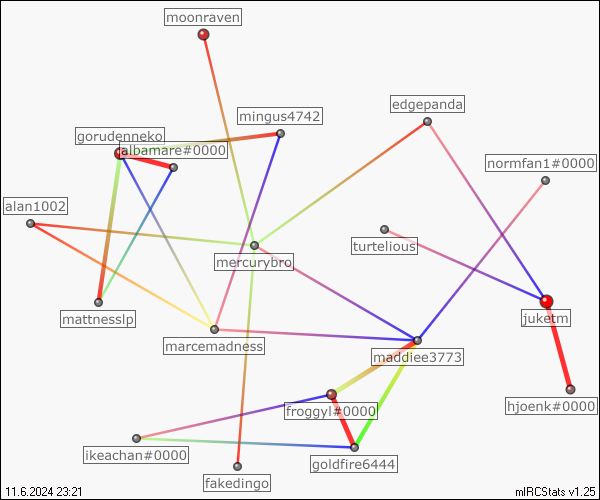 moonraven
edgepanda
mingus4742
gorudenneko
albamare#0000
normfan1#0000
alan1002
turtelious
mercurybro
mattnesslp
juketm
marcemadness
maddiee3773
hjoenk#0000
froggyl#0000
ikeachan#0000
goldfire6444
fakedingo
11.6.2024 23:21
mIRCStats v1.25